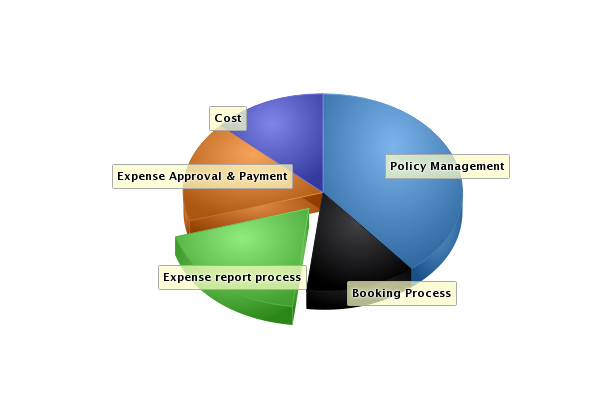 Cost
Policy Management
Expense Approval & Payment
Expense report process
Booking Process